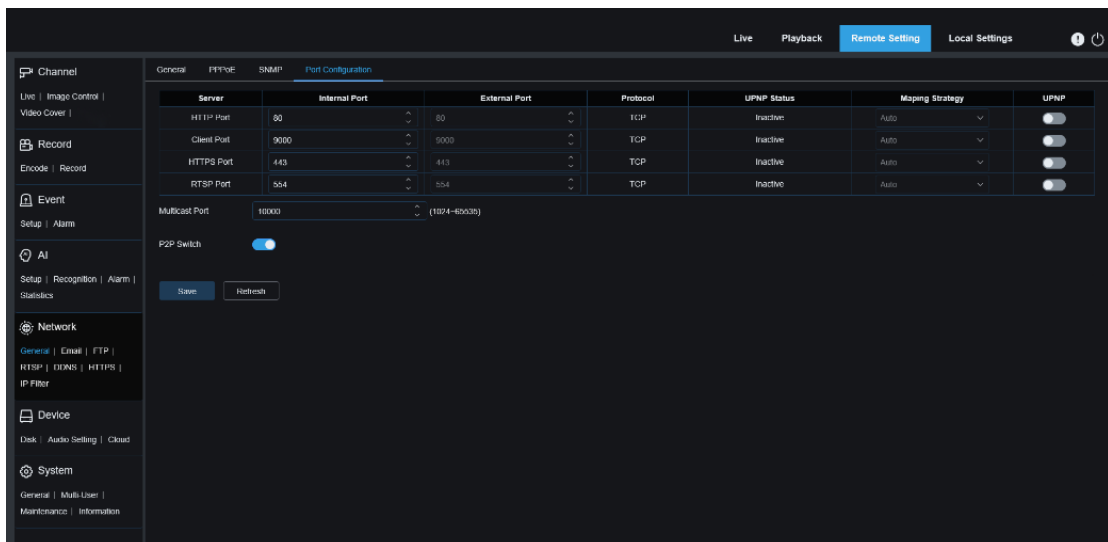 Live Playback Remote Setting Local Settings
Channel
Live | Image Control |
Video Cover |
Record
Encode | Record
Event
Setup | Alarm
AI
Setup | Recognition | Alarm |
Statistics
Network
General | Email | FTP |
RTSP | DDNS | HTTPS |
IP Filter
Device
Disk | Audio Setting | Cloud
System
General | Multi-User |
Maintenance | Information
General PPPoE SNMP Port Configuration
Server Internal Port External Port Protocol UPNP Status Maping Strategy UPNP
HTTP Port 80 80 TCP Inactive Auto
Client Port 9000 9000 TCP Inactive Auto
HTTPS Port 443 443 TCP Inactive Auto
RTSP Port 554 554 TCP Inactive Auto
Multicast Port 10000 (1024~65535)
P2P Switch
Save Refresh